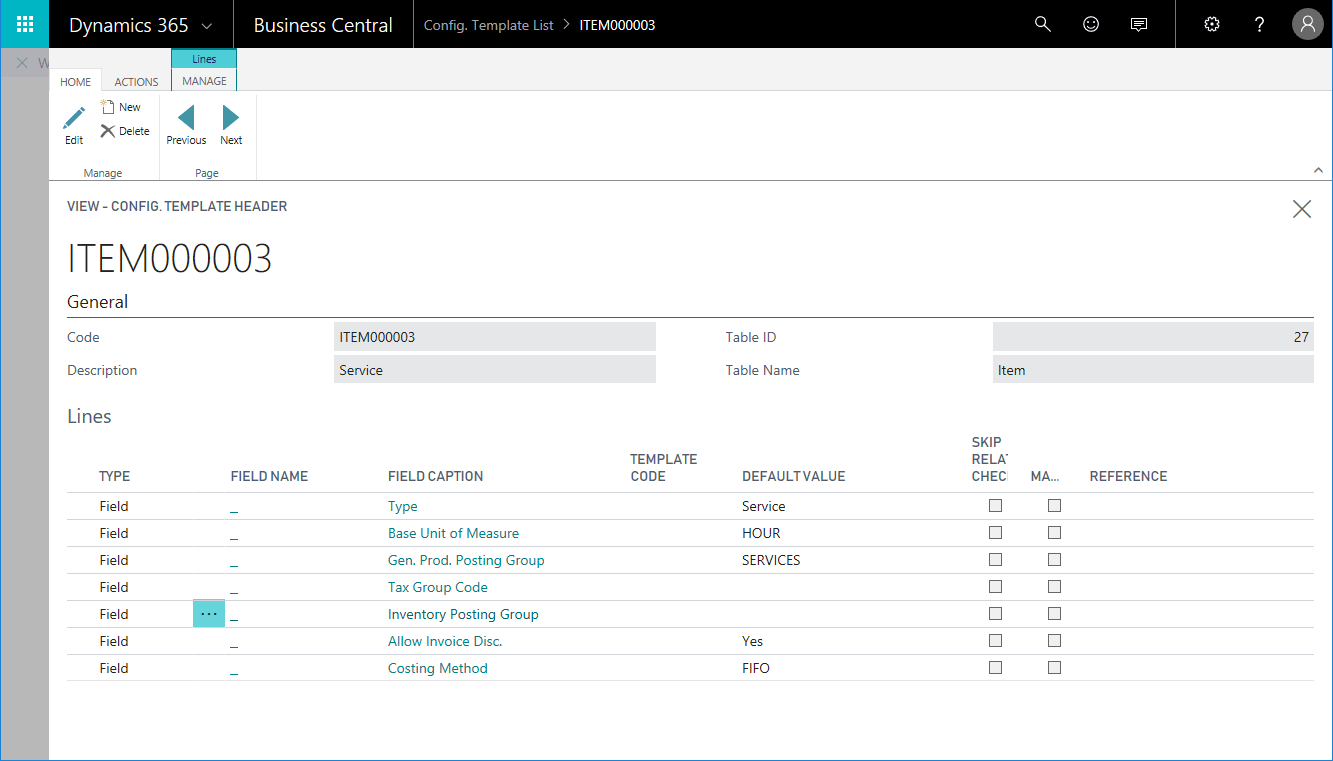 Dynamics 365 Business Central Config. Template List > ITEM000003 ?
W
Lines
HOME ACTIONS MANAGE
Edit New Delete Previous Next
Manage Page
VIEW - CONFIG. TEMPLATE HEADER
ITEM000003
General
Code ITEM000003 Table ID 27
Description Service Table Name Item
Lines
TYPE FIELD NAME FIELD CAPTION TEMPLATE CODE DEFAULT VALUE SKIP RELAT CHEC MA... REFERENCE
Field _ Type Service
Field _ Base Unit of Measure HOUR
Field _ Gen. Prod. Posting Group SERVICES
Field _ Tax Group Code
Field ... _ Inventory Posting Group
Field _ Allow Invoice Disc. Yes
Field _ Costing Method FIFO